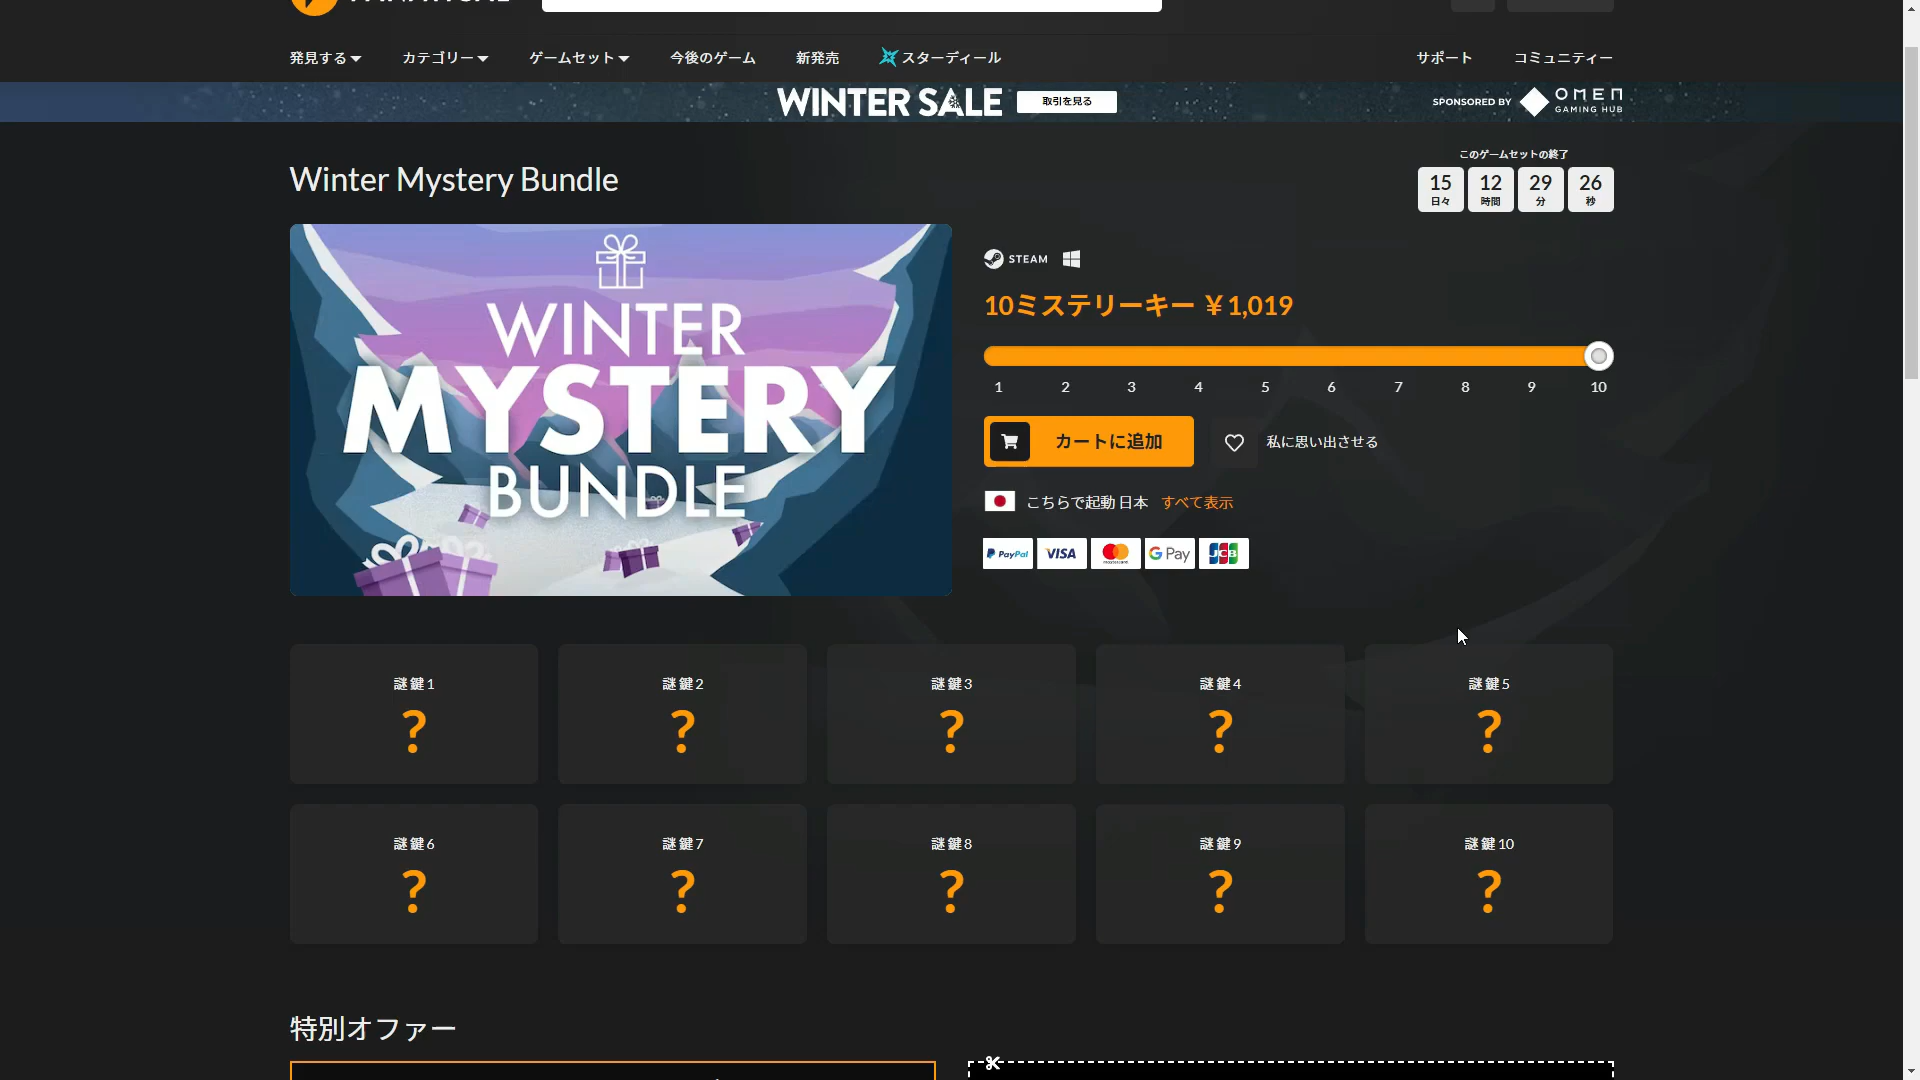 発見する
カテゴリー
ゲームセット
今後のゲーム
新発売
スターディール
サポート
コミュニティー
WINTER SALE
取引を見る
SPONSORED BY
OMEN
GAMING HUB
Winter Mystery Bundle
このゲームセットの終了
15 12 29 26
日々 時間 分 秒
WINTER
MYSTERY
BUNDLE
STEAM
10ミステリーキー ¥1,019
1 2 3 4 5 6 7 8 9 10
カートに追加
私に思い出させる
こちらで起動 日本 すべて表示
PayPal VISA mastercard G Pay JCB
謎鍵1
?
謎鍵2
?
謎鍵3
?
謎鍵4
?
謎鍵5
?
謎鍵6
?
謎鍵7
?
謎鍵8
?
謎鍵9
?
謎鍵10
?
特別オファー